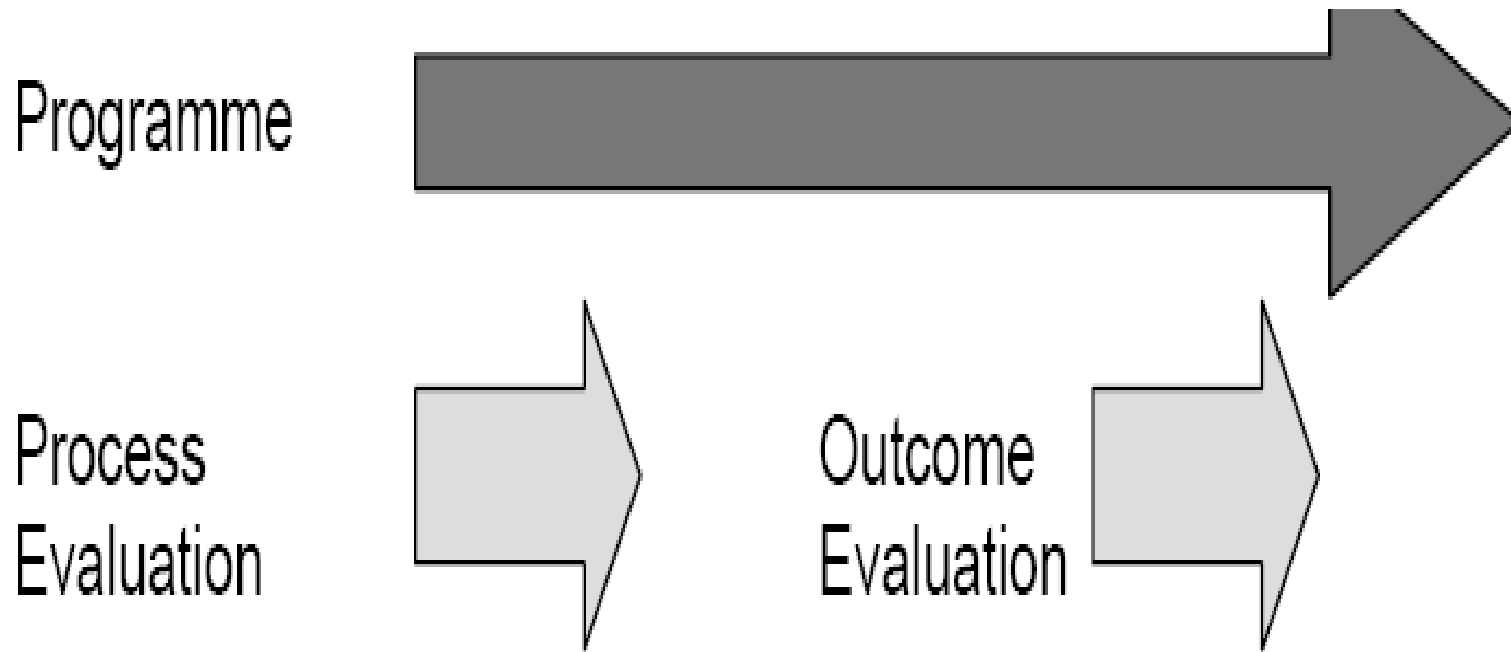 Programme
Process
Evaluation
Outcome
Evaluation